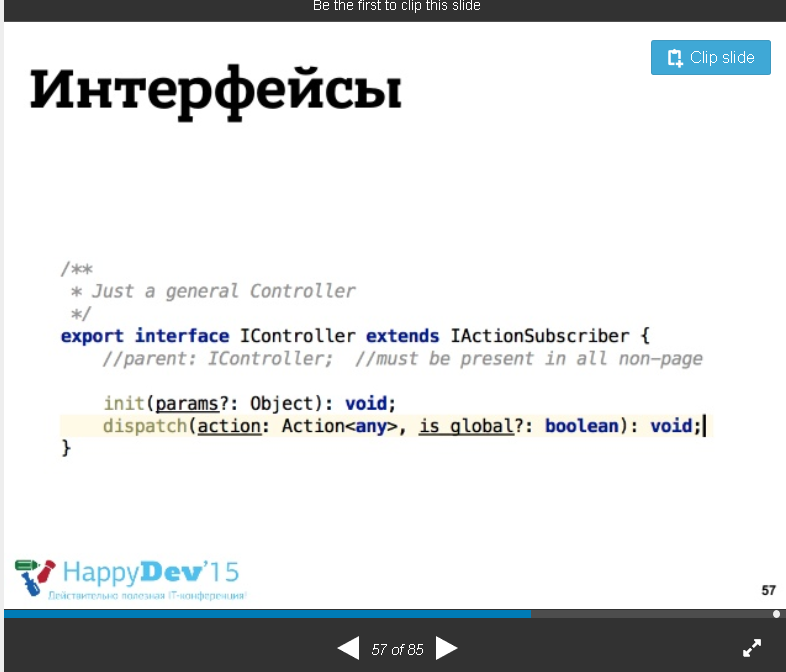 Be the first to clip this slide
Clip slide
Интерфейсы
/**
* Just a general Controller
*/
export interface IController extends IActionSubscriber {
//parent: IController;  //must be present in all non-page
init(params?: Object): void;
dispatch(action: Action<any>, is_global?: boolean): void;
}
HappyDev'15
Действительно полезная IT-конференция!
57
57 of 85